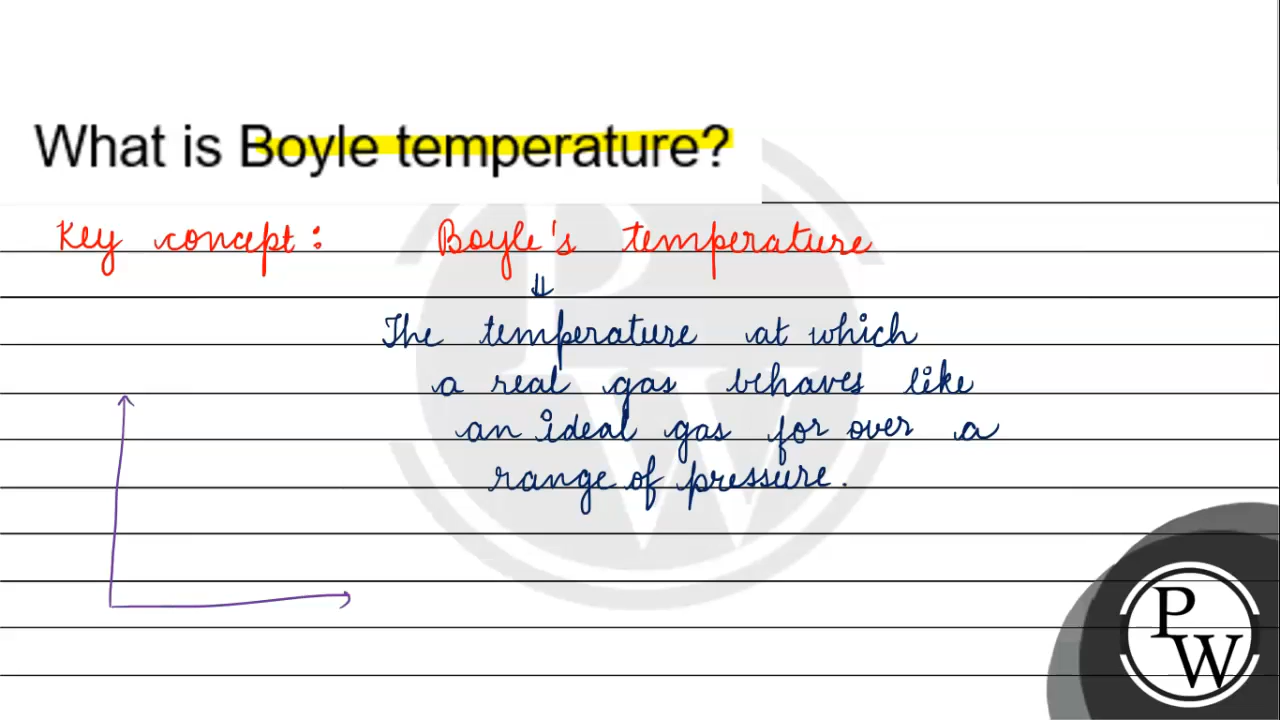 What is Boyle temperature?
Key concept: Boyle's temperature
The temperature at which
a real gas behaves like
an ideal gas for over a
range of pressure.
PW
PW